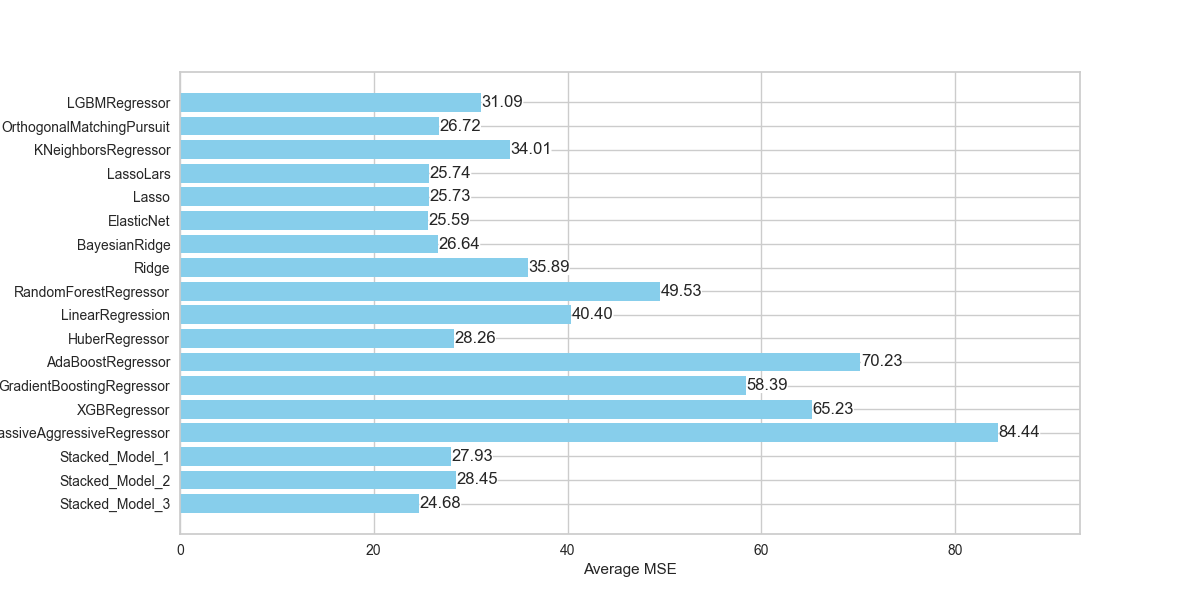 LGBMRegressor 31.09
OrthogonalMatchingPursuit 26.72
KNeighborsRegressor 34.01
LassoLars 25.74
Lasso 25.73
ElasticNet 25.59
BayesianRidge 26.64
Ridge 35.89
RandomForestRegressor 49.53
LinearRegression 40.40
HuberRegressor 28.26
AdaBoostRegressor 70.23
GradientBoostingRegressor 58.39
XGBRegressor 65.23
assiveAggressiveRegressor 84.44
Stacked_Model_1 27.93
Stacked_Model_2 28.45
Stacked_Model_3 24.68
0 20 40 60 80
Average MSE